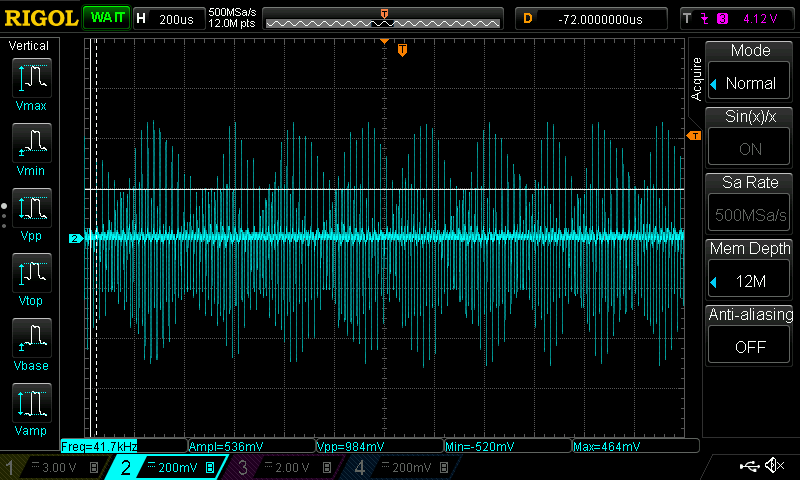 RIGOL WAIT H 200us 500MSa/s 12.0M pts T D -72.0000000us T 3 4.12 V
Vertical
Vmax
Vmin
Vpp
Vtop
Vbase
Vamp
T
2
T
Acquire
Mode
Normal
Sin(x)/x
ON
Sa Rate
500MSa/s
Mem Depth
12M
Anti-aliasing
OFF
Freq=41.7kHz Ampl=536mV Vpp=984mV Min=-520mV Max=464mV
1 3.00 V B 2 200mV B 3 2.00 V B 4 200mV B